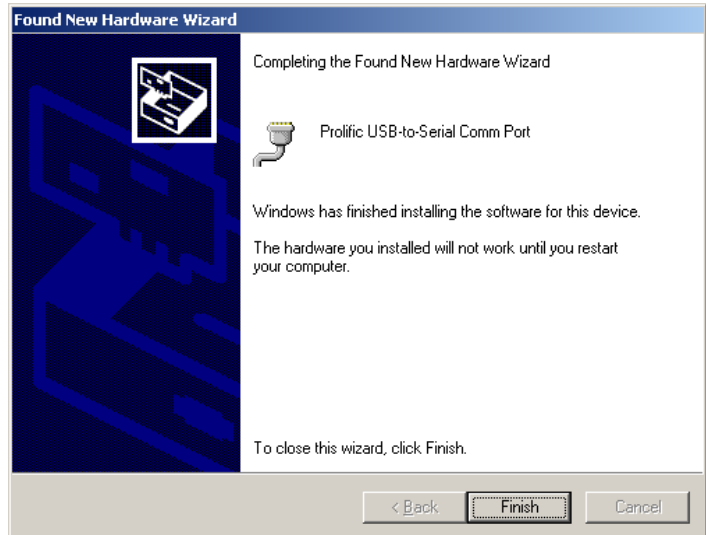 Found New Hardware Wizard
Completing the Found New Hardware Wizard
Prolific USB-to-Serial Comm Port
Windows has finished installing the software for this device.
The hardware you installed will not work until you restart
your computer.
To close this wizard, click Finish.
< Back
Finish
Cancel